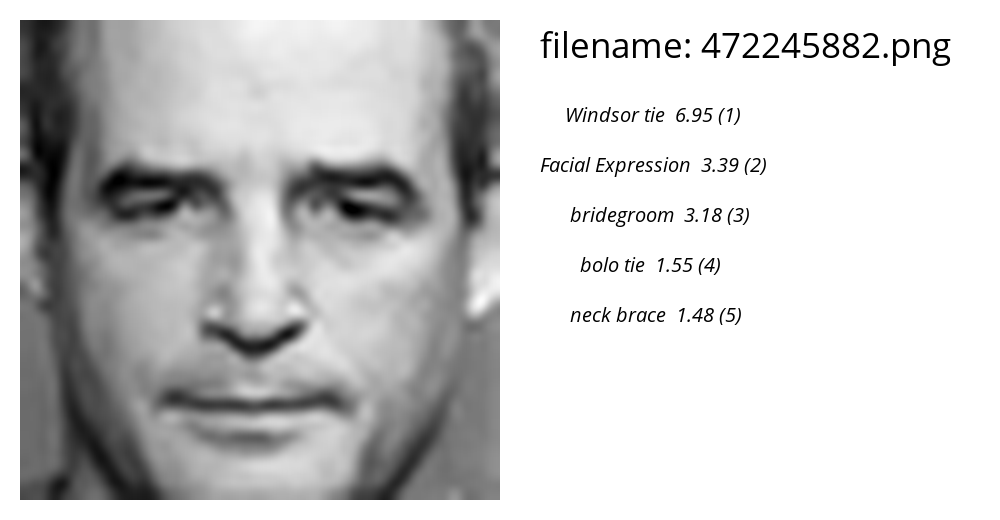 filename: 472245882.png
Windsor tie 6.95 (1)
Facial Expression 3.39 (2)
bridegroom 3.18 (3)
bolo tie 1.55 (4)
neck brace 1.48 (5)